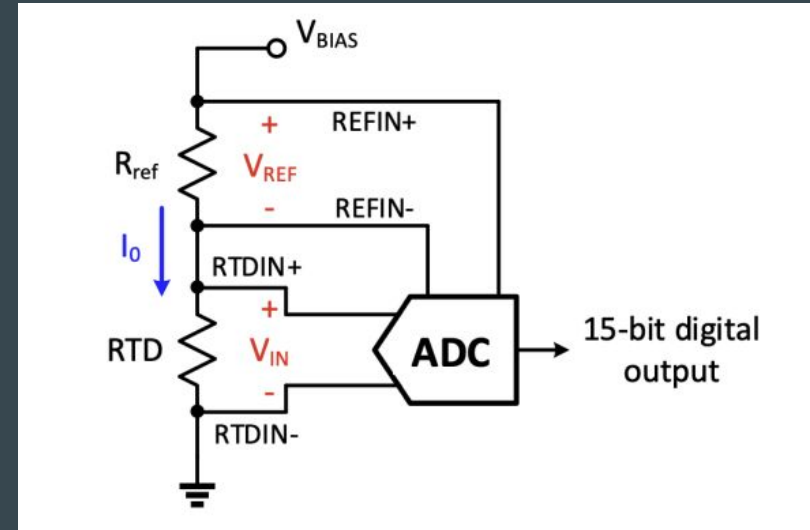 VBIAS
+
REFIN+
Rref
VREF
-
REFIN-
I0
RTDIN+
+
RTD
VIN
-
RTDIN-
ADC
15-bit digital
output